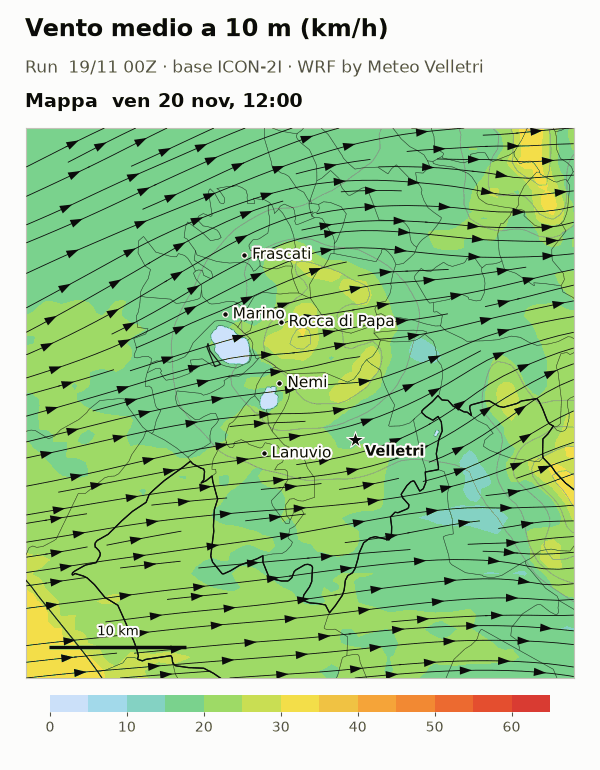 Vento medio a 10 m (km/h)
Run 19/11 00Z · base ICON-2I · WRF by Meteo Velletri
Mappa ven 20 nov, 12:00
Frascati
Marino
Rocca di Papa
Nemi
Velletri
Lanuvio
10 km
0 10 20 30 40 50 60